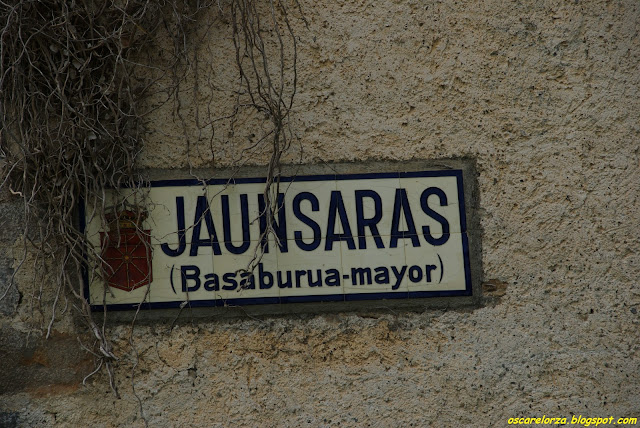 JAUNSARAS
(Basaburua-mayor)
oscarelorza.blogspot.com